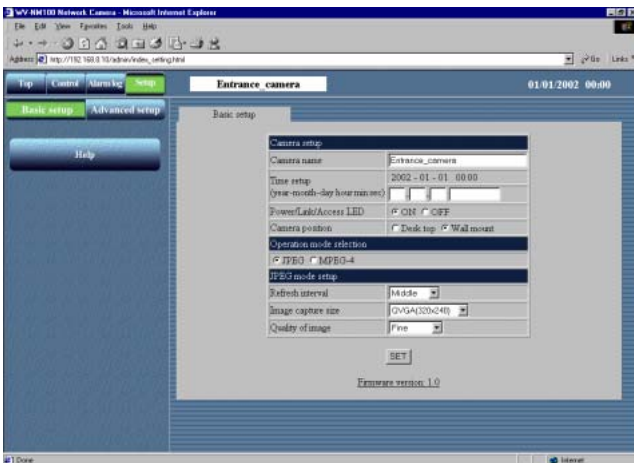 WV-NM100 Network Camera - Microsoft Internet Explorer
File Edit View Favorites Tools Help
Address http://192.168.0.10/admin/index_setting.html Go Links
Top Control Alarm log Setup Entrance_camera 01/01/2002 00:00
Basic setup Advanced setup
Help
Basic setup
Camera setup
Camera name Entrance_camera
Time setup 2002 - 01 - 01 00:00
(year-month-day hour:min:sec)
Power/Link/Access LED ON OFF
Camera position Desk top Wall mount
Operation mode selection
JPEG MPEG-4
JPEG mode setup
Refresh interval Middle
Image capture size QVGA(320x240)
Quality of image Fine
SET
Firmware version: 1.0
Done Internet